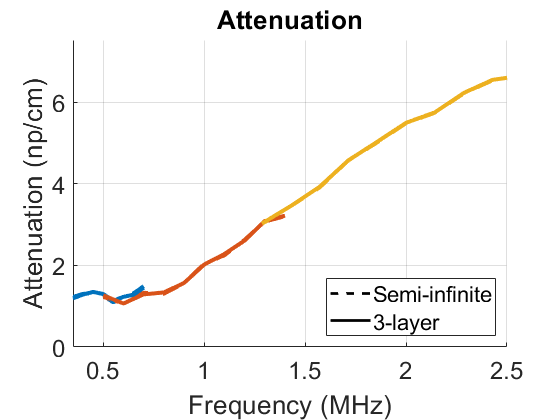 Attenuation
Attenuation (np/cm)
6
4
2
0
Semi-infinite
3-layer
0.5 1 1.5 2 2.5
Frequency (MHz)